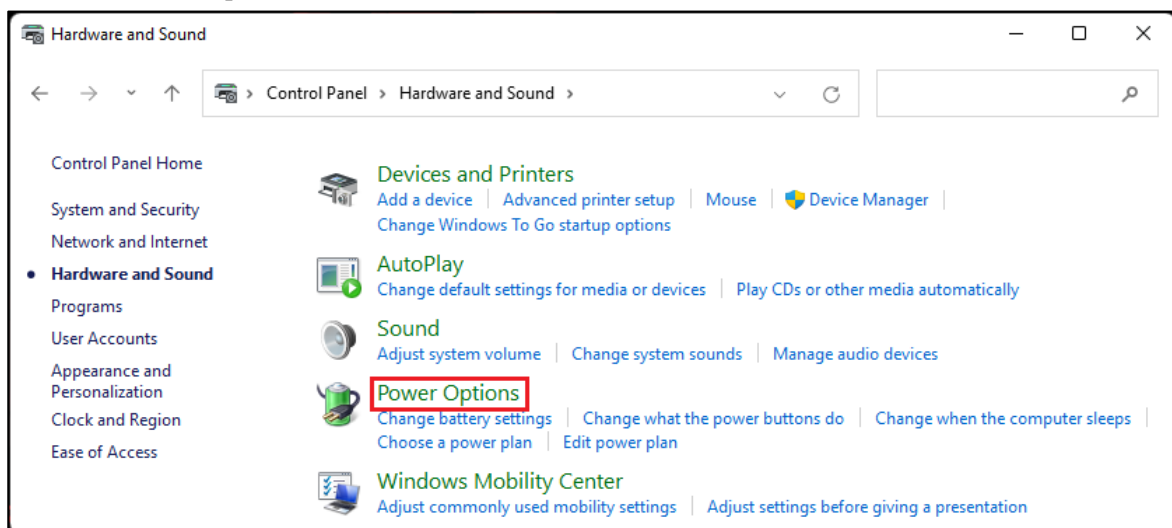 Hardware and Sound
Control Panel > Hardware and Sound >
Control Panel Home
System and Security
Network and Internet
Hardware and Sound
Programs
User Accounts
Appearance and
Personalization
Clock and Region
Ease of Access
Devices and Printers
Add a device | Advanced printer setup | Mouse | Device Manager |
Change Windows To Go startup options
AutoPlay
Change default settings for media or devices | Play CDs or other media automatically
Sound
Adjust system volume | Change system sounds | Manage audio devices
Power Options
Change battery settings | Change what the power buttons do | Change when the computer sleeps |
Choose a power plan | Edit power plan
Windows Mobility Center
Adjust commonly used mobility settings | Adjust settings before giving a presentation